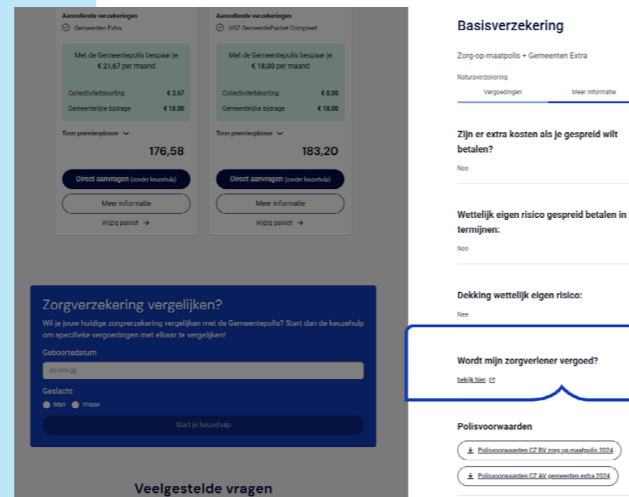 Aanvullende verzekeringen
Gemeenten Extra
Met de Gemeentepolis bespaar je
€ 21,67 per maand
Collectiviteitskorting € 3.67
Gemeentelijke bijdrage € 18,00
Toon premieopbouw
176,58
Direct aanvragen (zonder keuzehulp)
Meer informatie
Wijzig pakket →
Aanvullende verzekeringen
VGZ GemeentePakket Compleet
Met de Gemeentepolis bespaar je
€ 18,00 per maand
Collectiviteitskorting € 0.00
Gemeentelijke bijdrage € 18,00
Toon premieopbouw
183,20
Direct aanvragen (zonder keuzehulp)
Meer informatie
Wijzig pakket →
Zorgverzekering vergelijken?
Wil je jouw huidige zorgverzekering vergelijken met de Gemeentepolis? Start dan de keuzehulp
om specifieke vergoedingen met elkaar te vergelijken!
Geboortedatum
dd-mm-jjjj
Geslacht
Man Vrouw
Start je keuzehulp
Veelgestelde vragen
Basisverzekering
Zorg-op-maatpolis + Gemeenten Extra
Naturaverzekering
Vergoedingen Meer informatie
Zijn er extra kosten als je gespreid wilt
betalen?
Nee
Wettelijk eigen risico gespreid betalen in
termijnen:
Nee
Dekking wettelijk eigen risico:
Nee
Wordt mijn zorgverlener vergoed?
bekijk hier
Polisvoorwaarden
Polisvoorwaarden CZ BV zorg op maatpolis 2024
Polisvoorwaarden CZ AV gemeenten extra 2024